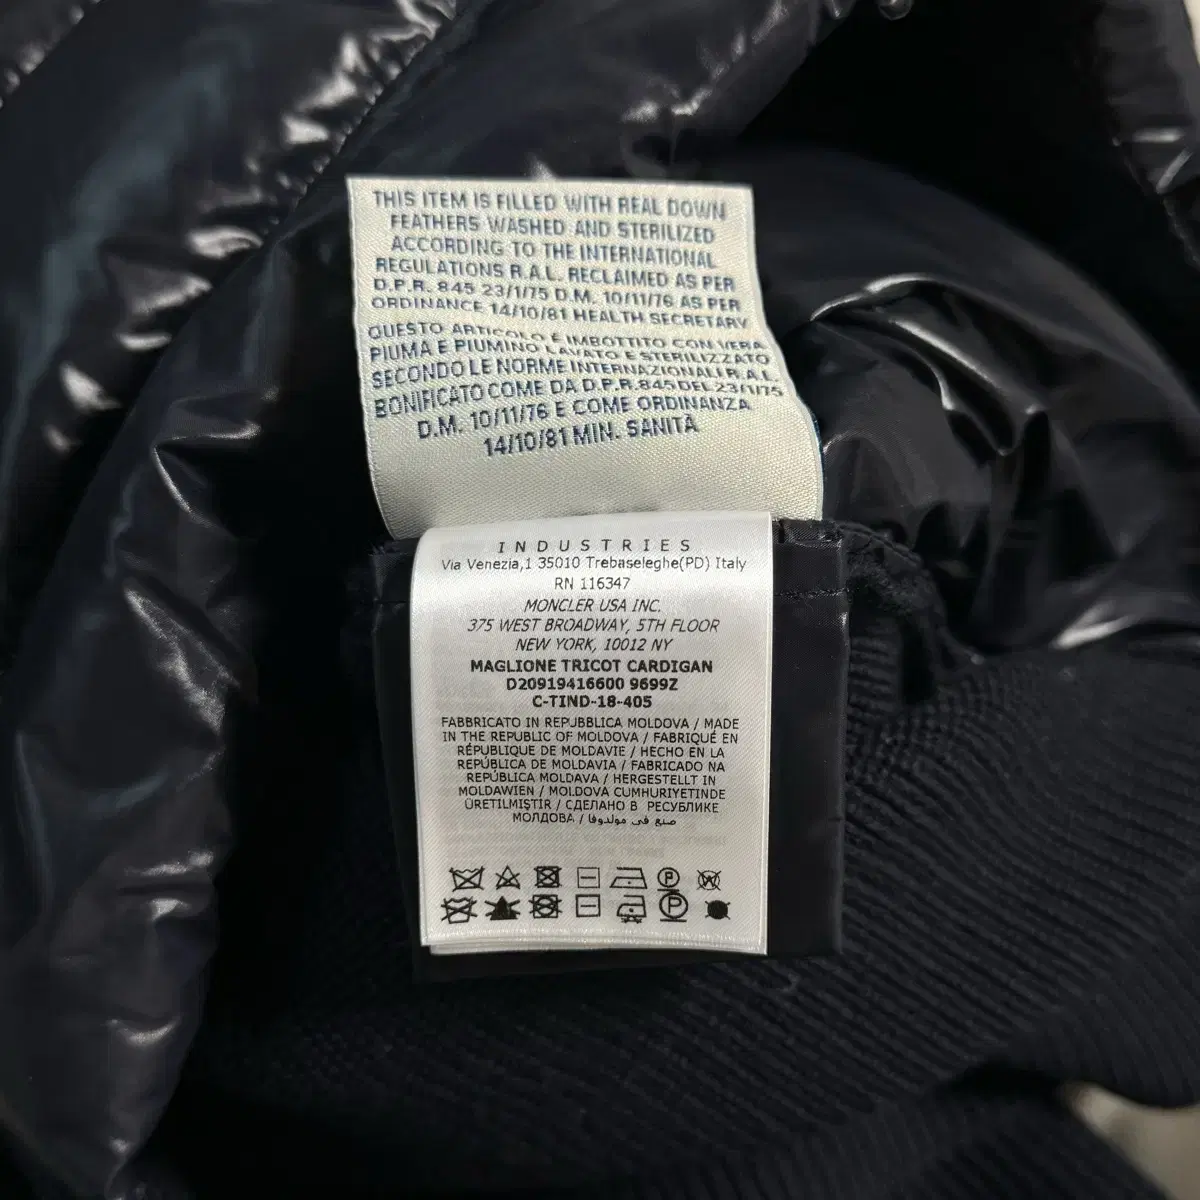 THIS ITEM IS FILLED WITH REAL DOWN
FEATHERS WASHED AND STERILIZED
ACCORDING TO THE INTERNATIONAL
REGULATIONS R.A.L. RECLAIMED AS PER
D.P.R. 845 23/1/75 D.M. 10/11/76 AS PER
ORDINANCE 14/10/81 HEALTH SECRETARY
QUESTO ARTICOLO È IMBOTTITO CON VERA
PIUMA E PIUMINO LAVATO E STERILIZZATO
SECONDO LE NORME INTERNAZIONALI R.A.L.
BONIFICATO COME DA D.P.R. 845 DEL 23/1/75
D.M. 10/11/76 E COME ORDINANZA
14/10/81 MIN. SANITÀ
INDUSTRIES
Via Venezia,1 35010 Trebaseleghe(PD) Italy
RN 116347
MONCLER USA INC.
375 WEST BROADWAY, 5TH FLOOR
NEW YORK, 10012 NY
MAGLIONE TRICOT CARDIGAN
D20919416600 9699Z
C-TIND-18-405
FABBRICATO IN REPUBBLICA MOLDOVA / MADE
IN THE REPUBLIC OF MOLDOVA / FABRIQUÉ EN
RÉPUBLIQUE DE MOLDAVIE / HECHO EN LA
REPÚBLICA DE MOLDAVIA / FABRICADO NA
REPÚBLICA MOLDAVA / HERGESTELLT IN
MOLDAWIEN / MOLDOVA CUMHURIYETINDE
ÜRETILMIŞTIR / СДЕЛАНО В РЕСУБЛИКЕ
МОЛДОВА / صنع في مولدوفا
P W
P